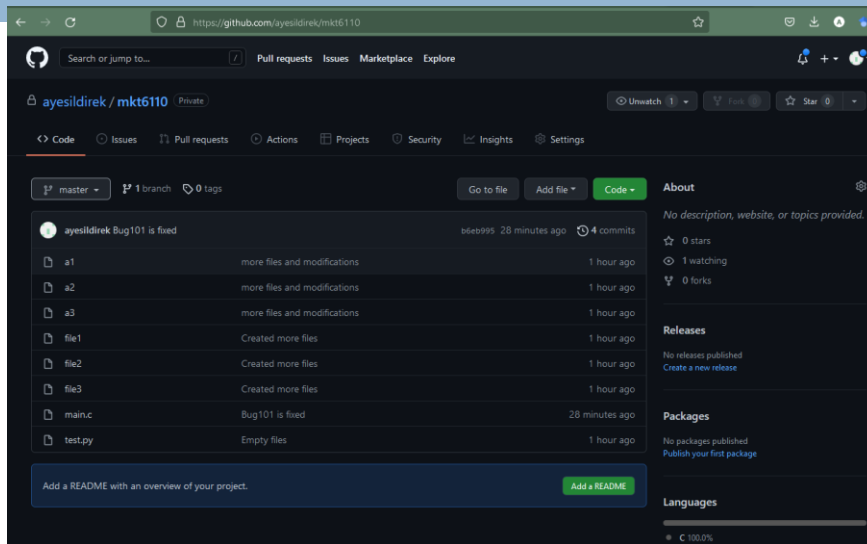 https://github.com/ayesildirek/mkt6110
Search or jump to... / Pull requests Issues Marketplace Explore
ayesildirek / mkt6110 Private
Unwatch 1 Fork 0 Star 0
Code Issues Pull requests Actions Projects Security Insights Settings
master 1 branch 0 tags Go to file Add file Code
ayesildirek Bug101 is fixed b6eb995 28 minutes ago 4 commits
a1 more files and modifications 1 hour ago
a2 more files and modifications 1 hour ago
a3 more files and modifications 1 hour ago
file1 Created more files 1 hour ago
file2 Created more files 1 hour ago
file3 Created more files 1 hour ago
main.c Bug101 is fixed 28 minutes ago
test.py Empty files 1 hour ago
Add a README with an overview of your project. Add a README
About
No description, website, or topics provided.
0 stars
1 watching
0 forks
Releases
No releases published
Create a new release
Packages
No packages published
Publish your first package
Languages
C 100.0%